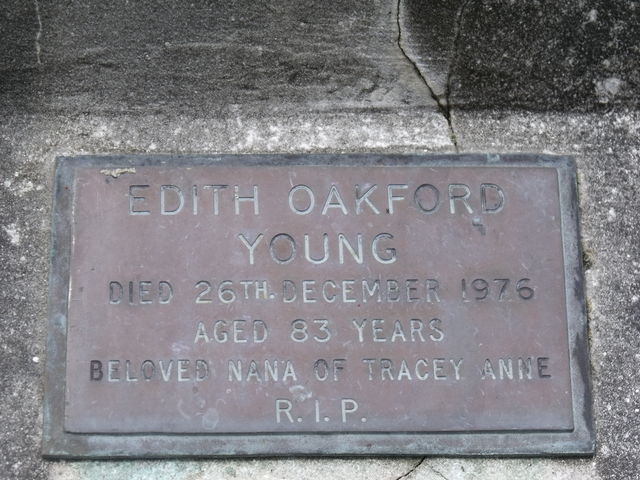 EDITH OAKFORD
YOUNG
DIED 26TH. DECEMBER 1976
AGED 83 YEARS
BELOVED NANA OF TRACEY ANNE
R.I.P.